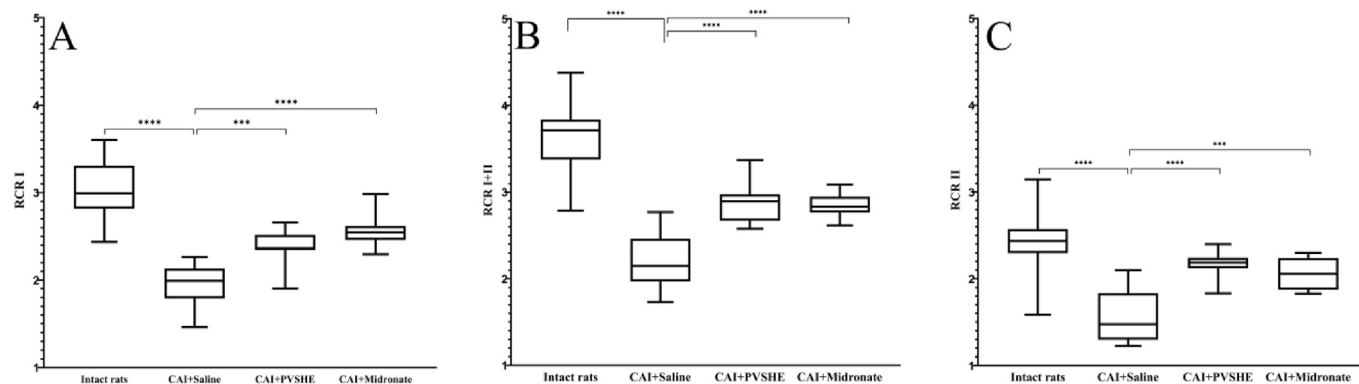 A
RCR I
5
4
3
2
1
****
**** ***
Intact rats CAI+Saline CAI+PVSHE CAI+Midronate
B
RCR I+II
5
4
3
2
1
**** ****
****
Intact rats CAI+Saline CAI+PVSHE CAI+Midronate
C
RCR II
5
4
3
2
1
***
**** ****
Intact rats CAI+Saline CAI+PVSHE CAI+Midronate